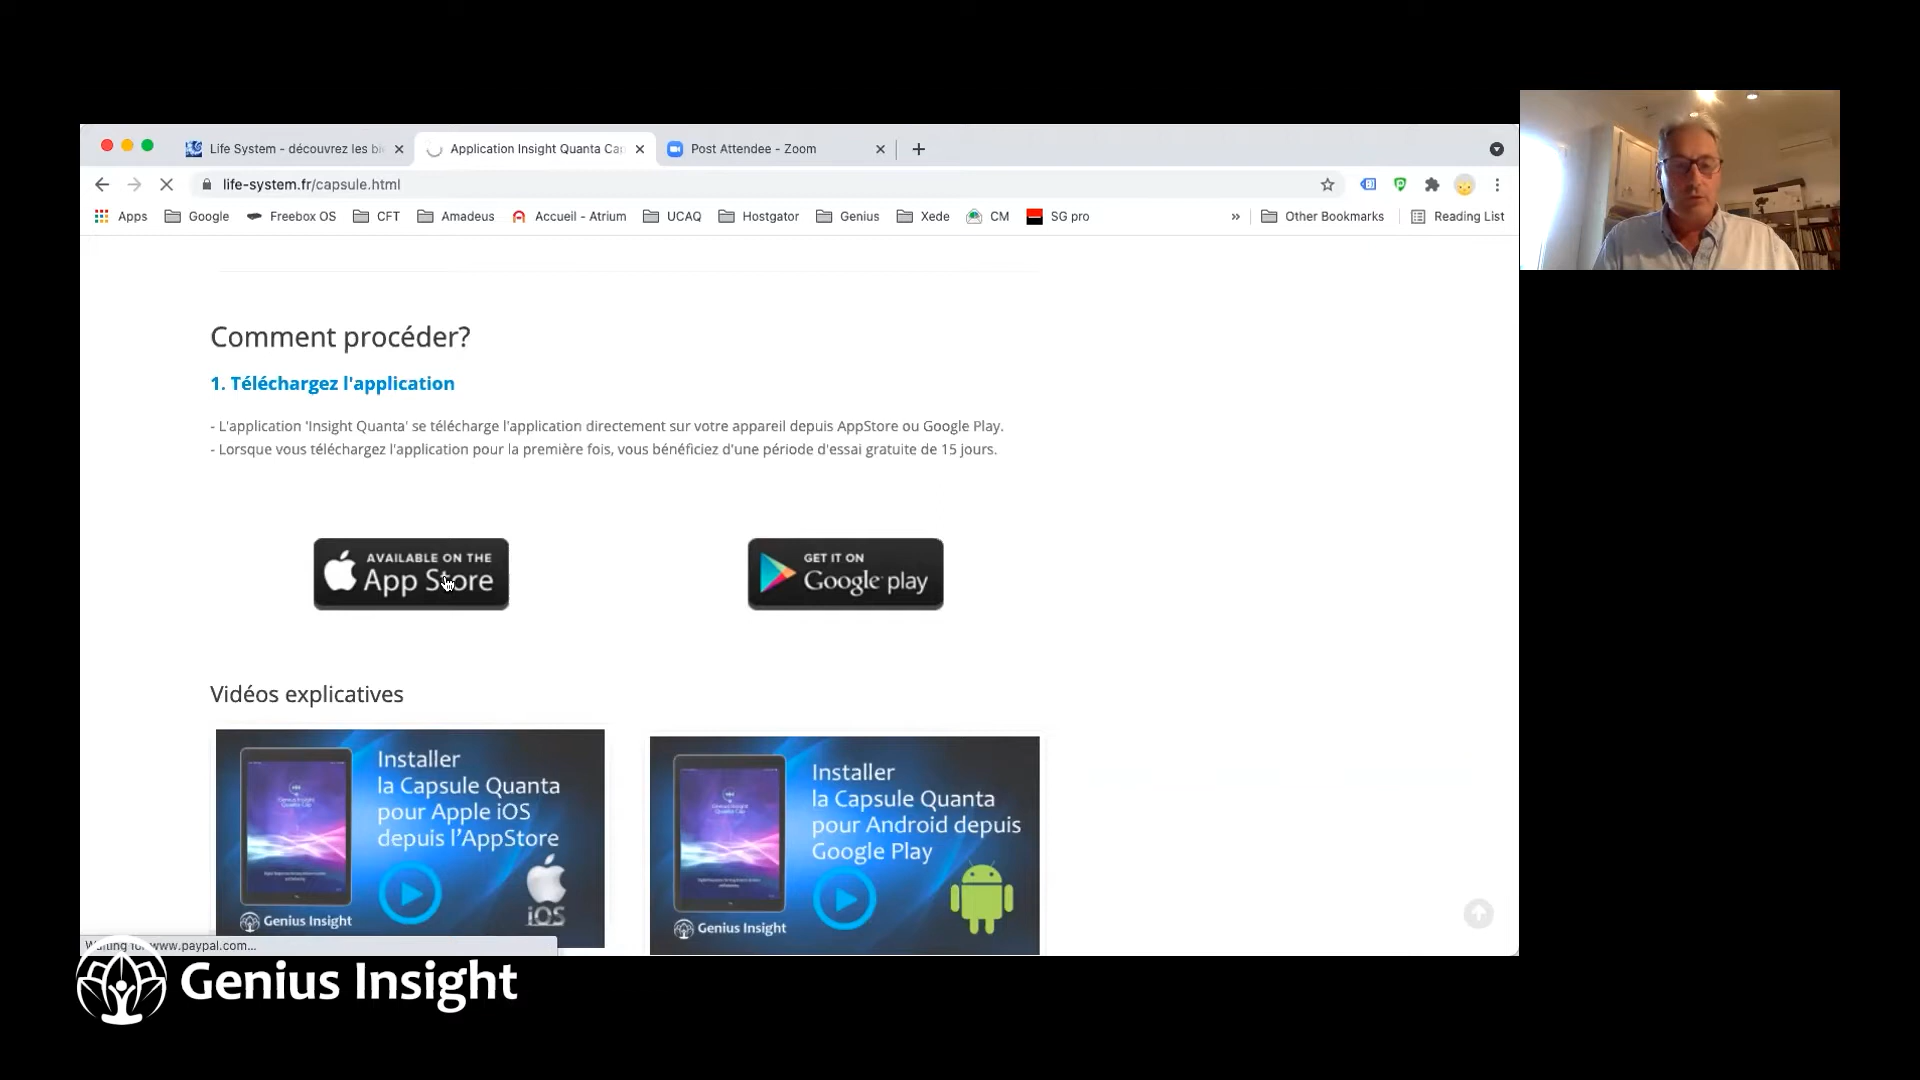 Life System - découvrez les bi
Application Insight Quanta Cap
Post Attendee - Zoom
life-system.fr/capsule.html
Apps
Google
Freebox OS
CFT
Amadeus
Accueil - Atrium
UCAQ
Hostgator
Genius
Xede
CM
SG pro
»
Other Bookmarks
Reading List
Comment procéder?
1. Téléchargez l'application
- L'application 'Insight Quanta' se télécharge l'application directement sur votre appareil depuis AppStore ou Google Play.
- Lorsque vous téléchargez l'application pour la première fois, vous bénéficiez d'une période d'essai gratuite de 15 jours.
AVAILABLE ON THE
App Store
GET IT ON
Google play
Vidéos explicatives
Installer
la Capsule Quanta
pour Apple iOS
depuis l'AppStore
iOS
Genius Insight
Installer
la Capsule Quanta
pour Android depuis
Google Play
Genius Insight
Waiting for www.paypal.com...
Genius Insight